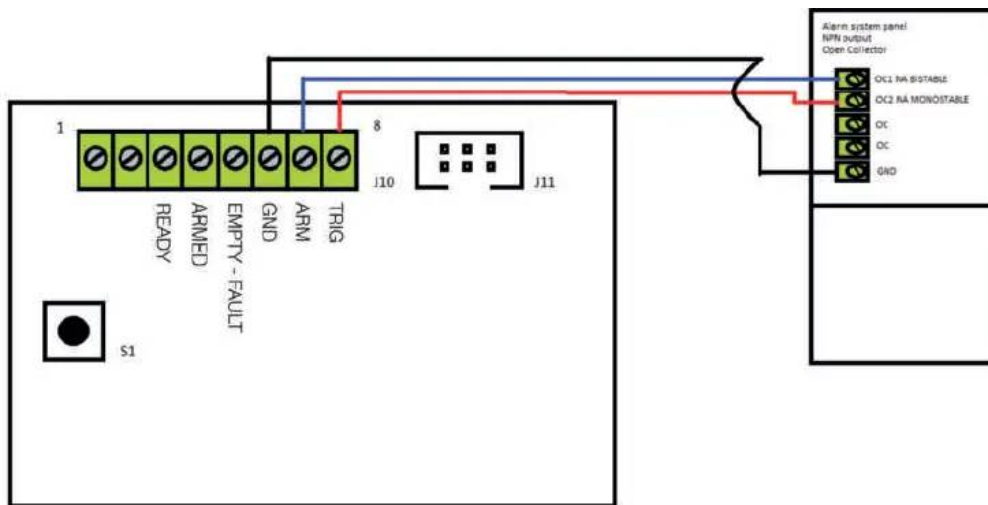 Alarm system panel
NPN output
Open Collector
OC1 NA BISTABLE
OC2 NA MONOSTABLE
OC
OC
GND
1
8
J10
J11
READY
ARMED
EMPTY - FAULT
GND
ARM
TRIG
S1